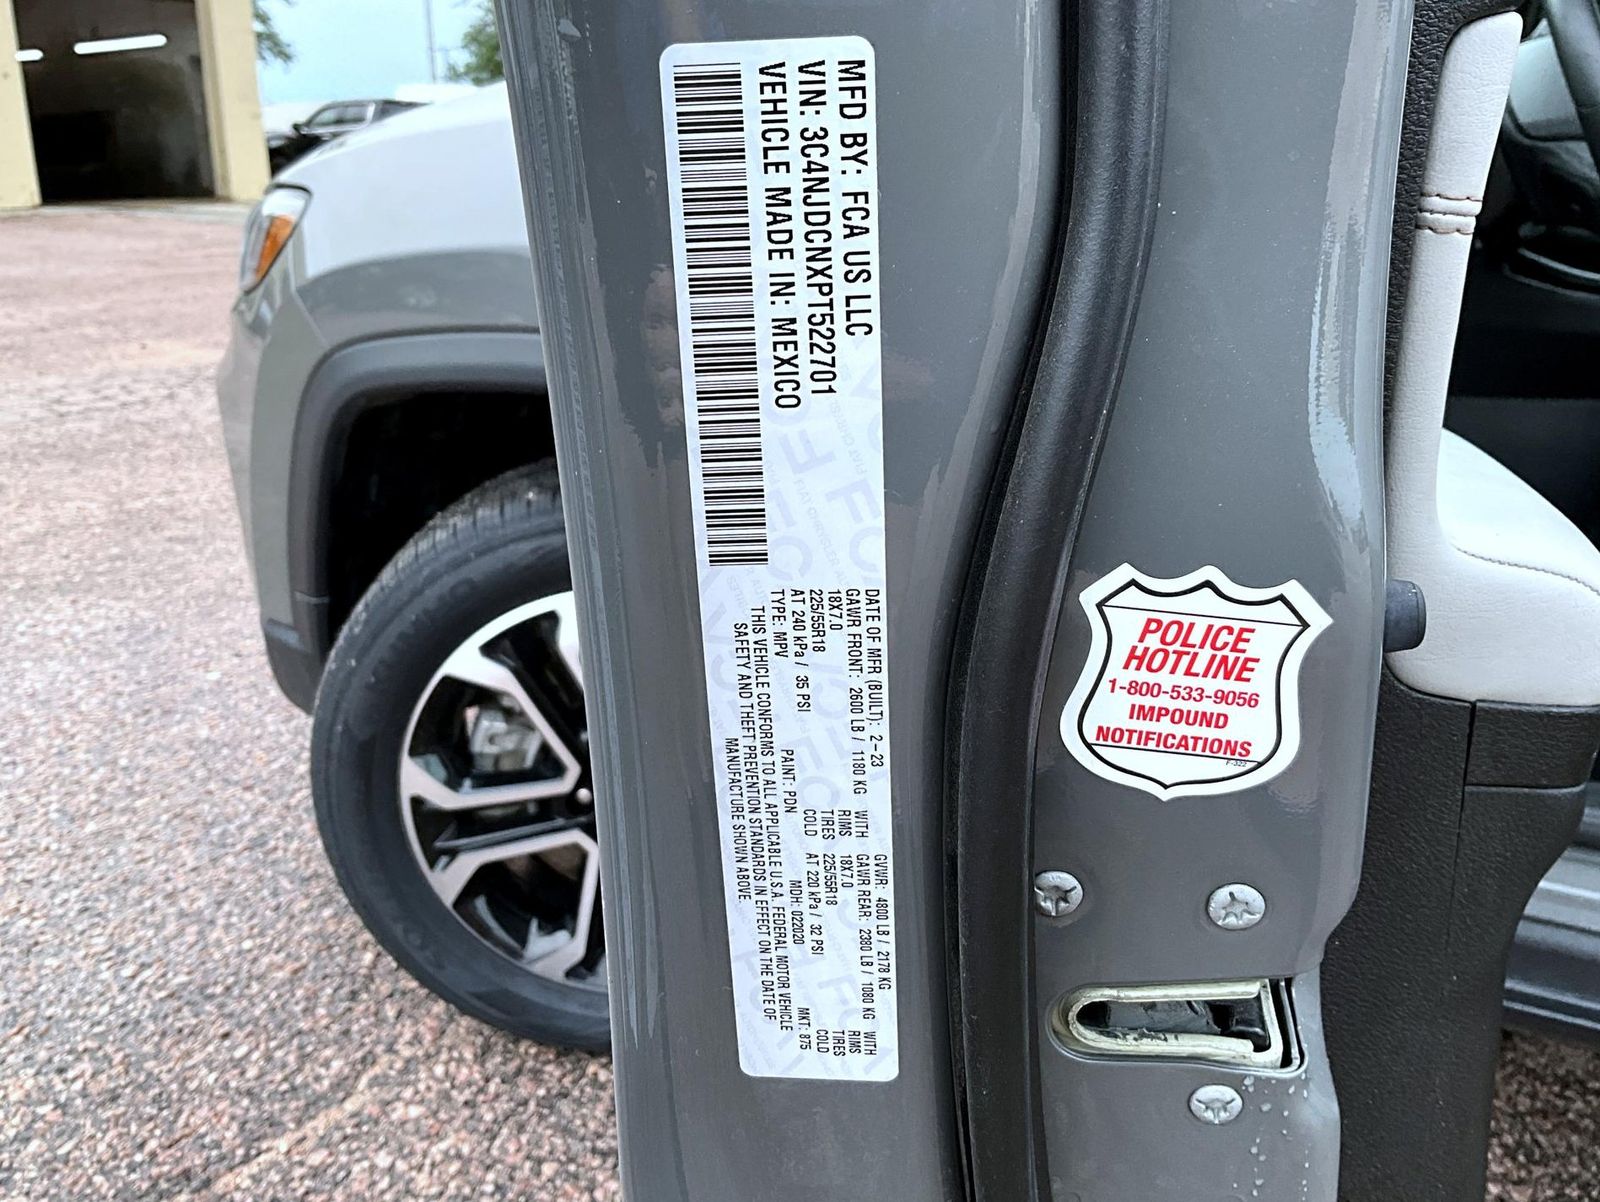 MFD BY: FCA US LLC
VIN: 3C4NJDCNXPT522701
VEHICLE MADE IN: MEXICO
DATE OF MFR (BUILT): 2-23
GVWR: 4800 LB / 2178 KG
GAWR FRONT: 2600 LB / 1180 KG WITH
GAWR REAR: 2380 LB / 1080 KG WITH
18X7.0 RIMS
18X7.0 RIMS
225/55R18 TIRES
225/55R18 TIRES
AT 240 kPa / 35 PSI COLD
AT 220 kPa / 32 PSI COLD
TYPE: MPV PAINT: PDN MDH: 022020 MKT: 875
THIS VEHICLE CONFORMS TO ALL APPLICABLE U.S.A. FEDERAL MOTOR VEHICLE
SAFETY AND THEFT PREVENTION STANDARDS IN EFFECT ON THE DATE OF
MANUFACTURE SHOWN ABOVE.
POLICE
HOTLINE
1-800-533-9056
IMPOUND
NOTIFICATIONS
F-322